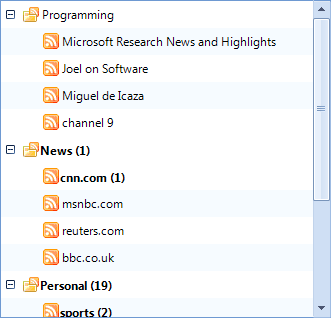 Programming
Microsoft Research News and Highlights
Joel on Software
Miguel de Icaza
channel 9
News (1)
cnn.com (1)
msnbc.com
reuters.com
bbc.co.uk
Personal (19)
sports (2)